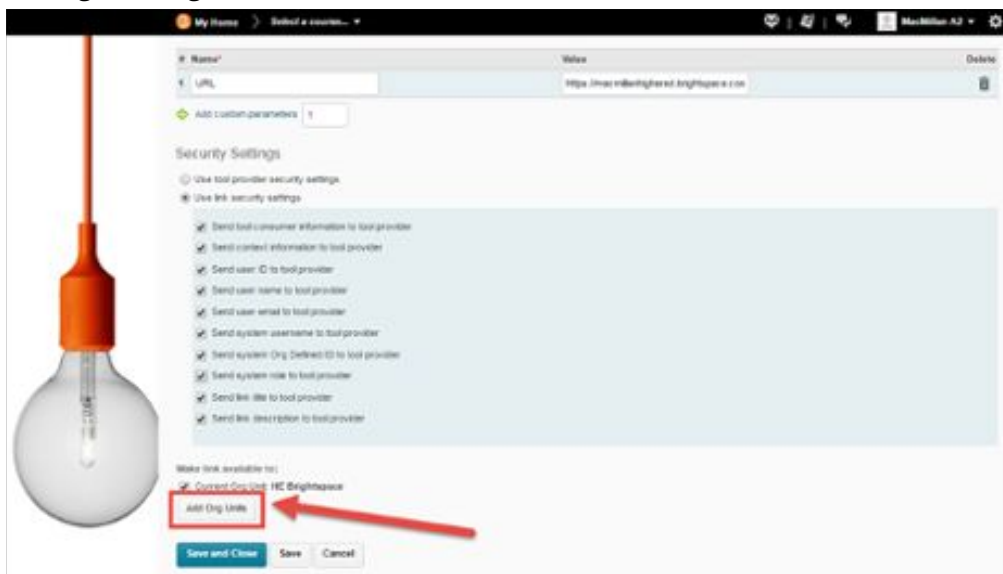 My Home Select a course...
MacMillan A2
# Name* Value Delete
1 URL https://macmillanhighered.brightspace.com
Add custom parameters 1
Security Settings
Use tool provider security settings
Use link security settings
Send tool consumer information to tool provider
Send context information to tool provider
Send user ID to tool provider
Send user name to tool provider
Send user email to tool provider
Send system username to tool provider
Send system Org Defined ID to tool provider
Send system role to tool provider
Send link title to tool provider
Send link description to tool provider
Make link available to:
Current Org Unit: HE Brightspace
Add Org Units
Save and Close Save Cancel